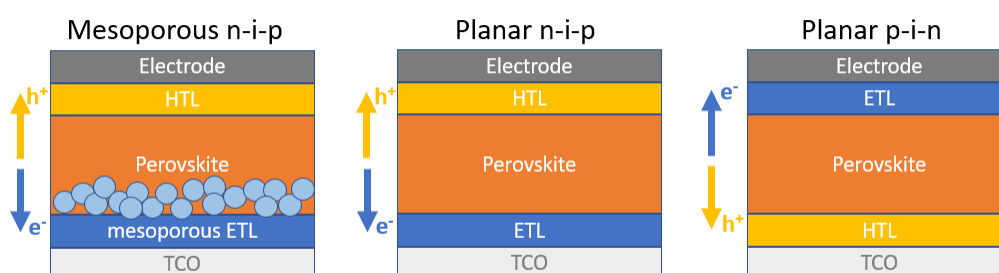 Mesoporous n-i-p
Electrode
h+
HTL
Perovskite
e-
mesoporous ETL
TCO
Planar n-i-p
Electrode
h+
HTL
Perovskite
e-
ETL
TCO
Planar p-i-n
Electrode
e-
ETL
Perovskite
h+
HTL
TCO